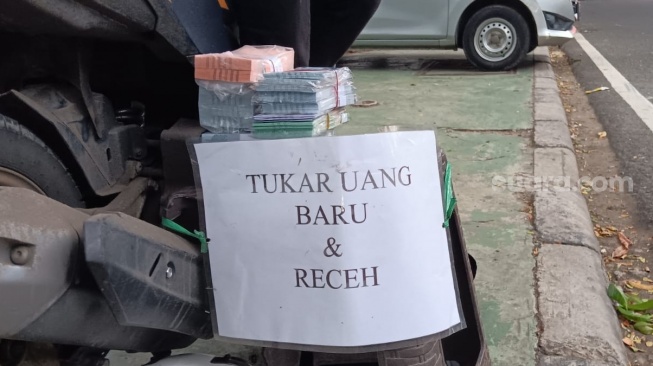 TUKAR UANG
BARU
&
RECEH
suara.com